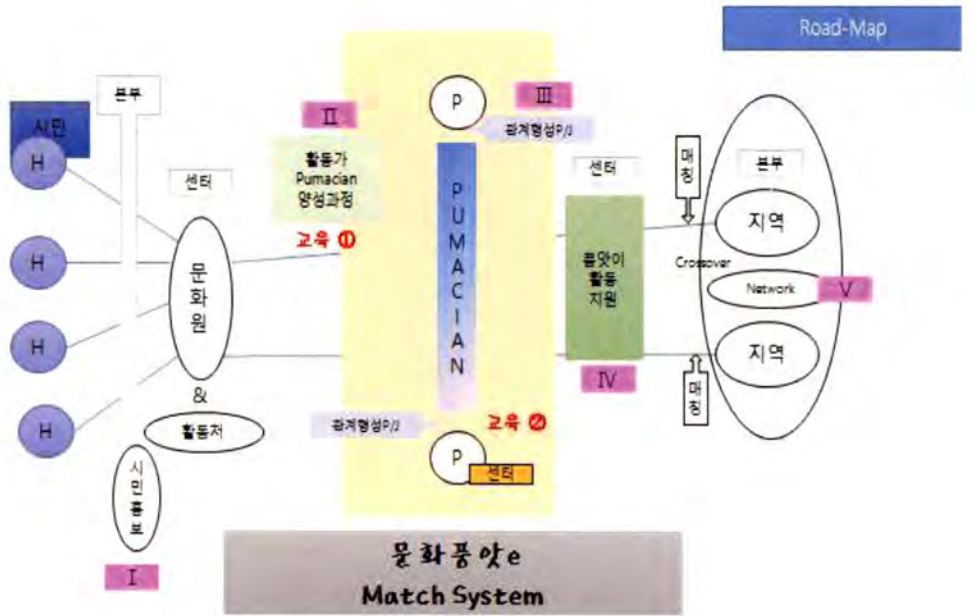 Road-Map
본부
시민
H
H
H
H
센터
문화원
&
활동처
시민홍보
Ⅰ
Ⅱ
활동가
Pumacian
양성과정
교육 ①
P
Ⅲ
관계형성P/J
PUMACIAN
관계형성P/J
교육 ②
P
센터
센터
품앗이
활동
지원
Ⅳ
매칭
매칭
본부
지역
Crossover
Network
Ⅴ
지역
문화품앗e
Match System